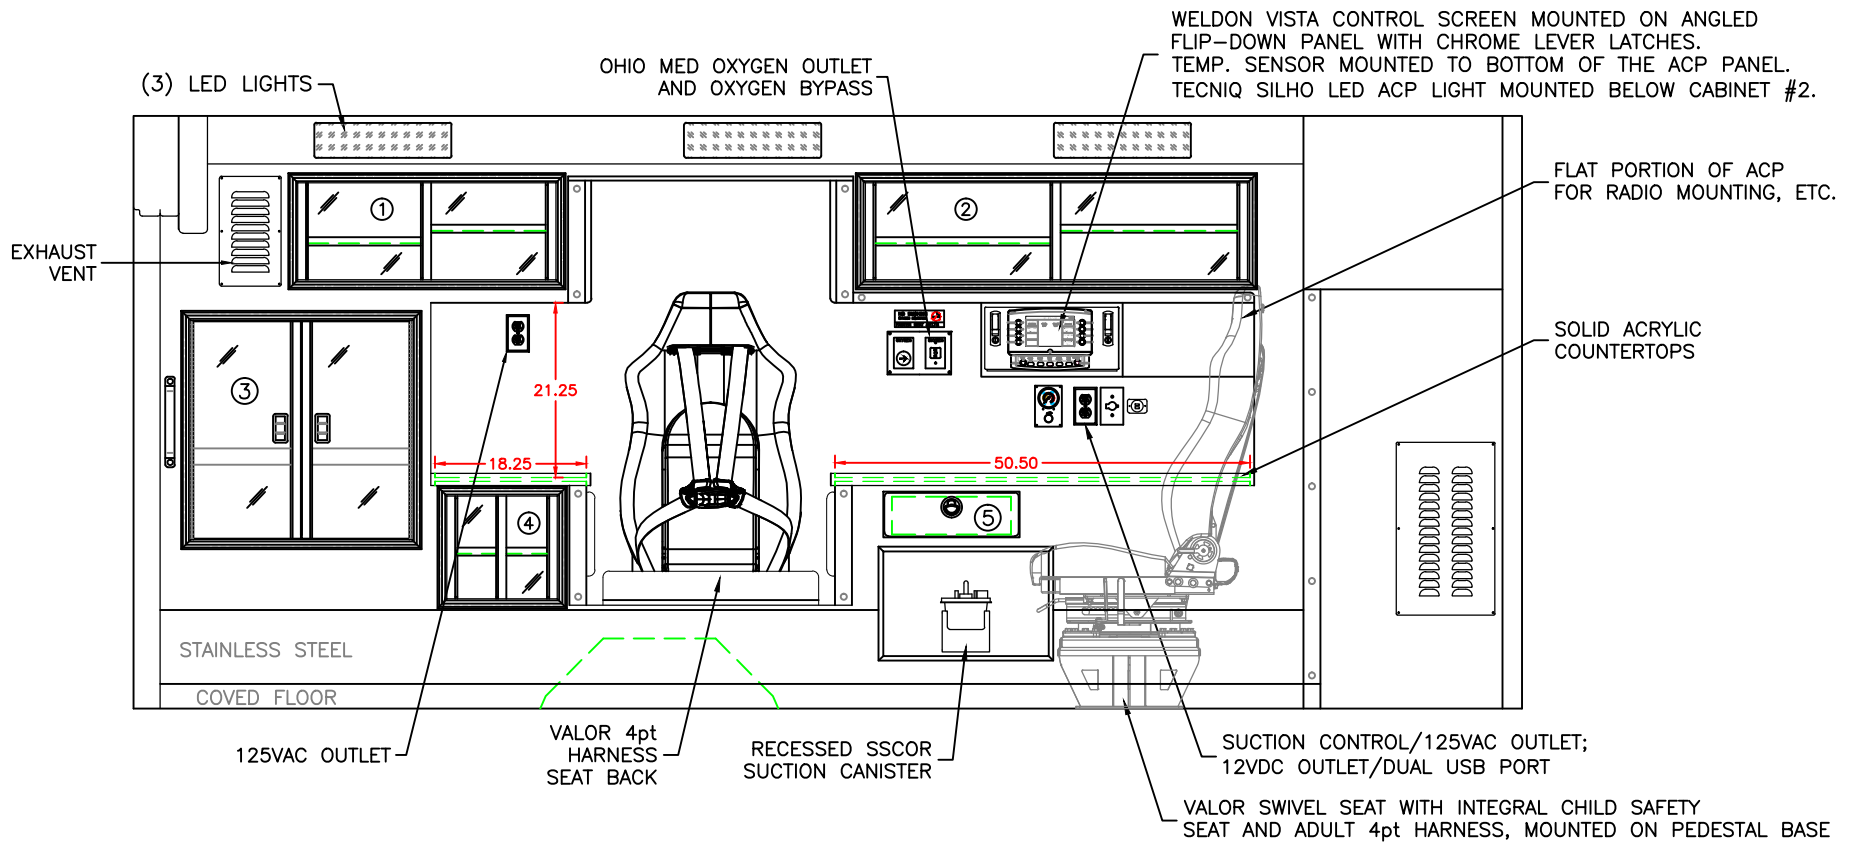 WELDON VISTA CONTROL SCREEN MOUNTED ON ANGLED
FLIP-DOWN PANEL WITH CHROME LEVER LATCHES.
TEMP. SENSOR MOUNTED TO BOTTOM OF THE ACP PANEL.
TECNIQ SILHO LED ACP LIGHT MOUNTED BELOW CABINET #2.
OHIO MED OXYGEN OUTLET
AND OXYGEN BYPASS
(3) LED LIGHTS
FLAT PORTION OF ACP
FOR RADIO MOUNTING, ETC.
1
2
EXHAUST
VENT
SOLID ACRYLIC
COUNTERTOPS
3
21.25
18.25
50.50
4
5
STAINLESS STEEL
COVED FLOOR
125VAC OUTLET
VALOR 4pt
HARNESS
SEAT BACK
RECESSED SSCOR
SUCTION CANISTER
SUCTION CONTROL/125VAC OUTLET;
12VDC OUTLET/DUAL USB PORT
VALOR SWIVEL SEAT WITH INTEGRAL CHILD SAFETY
SEAT AND ADULT 4pt HARNESS, MOUNTED ON PEDESTAL BASE